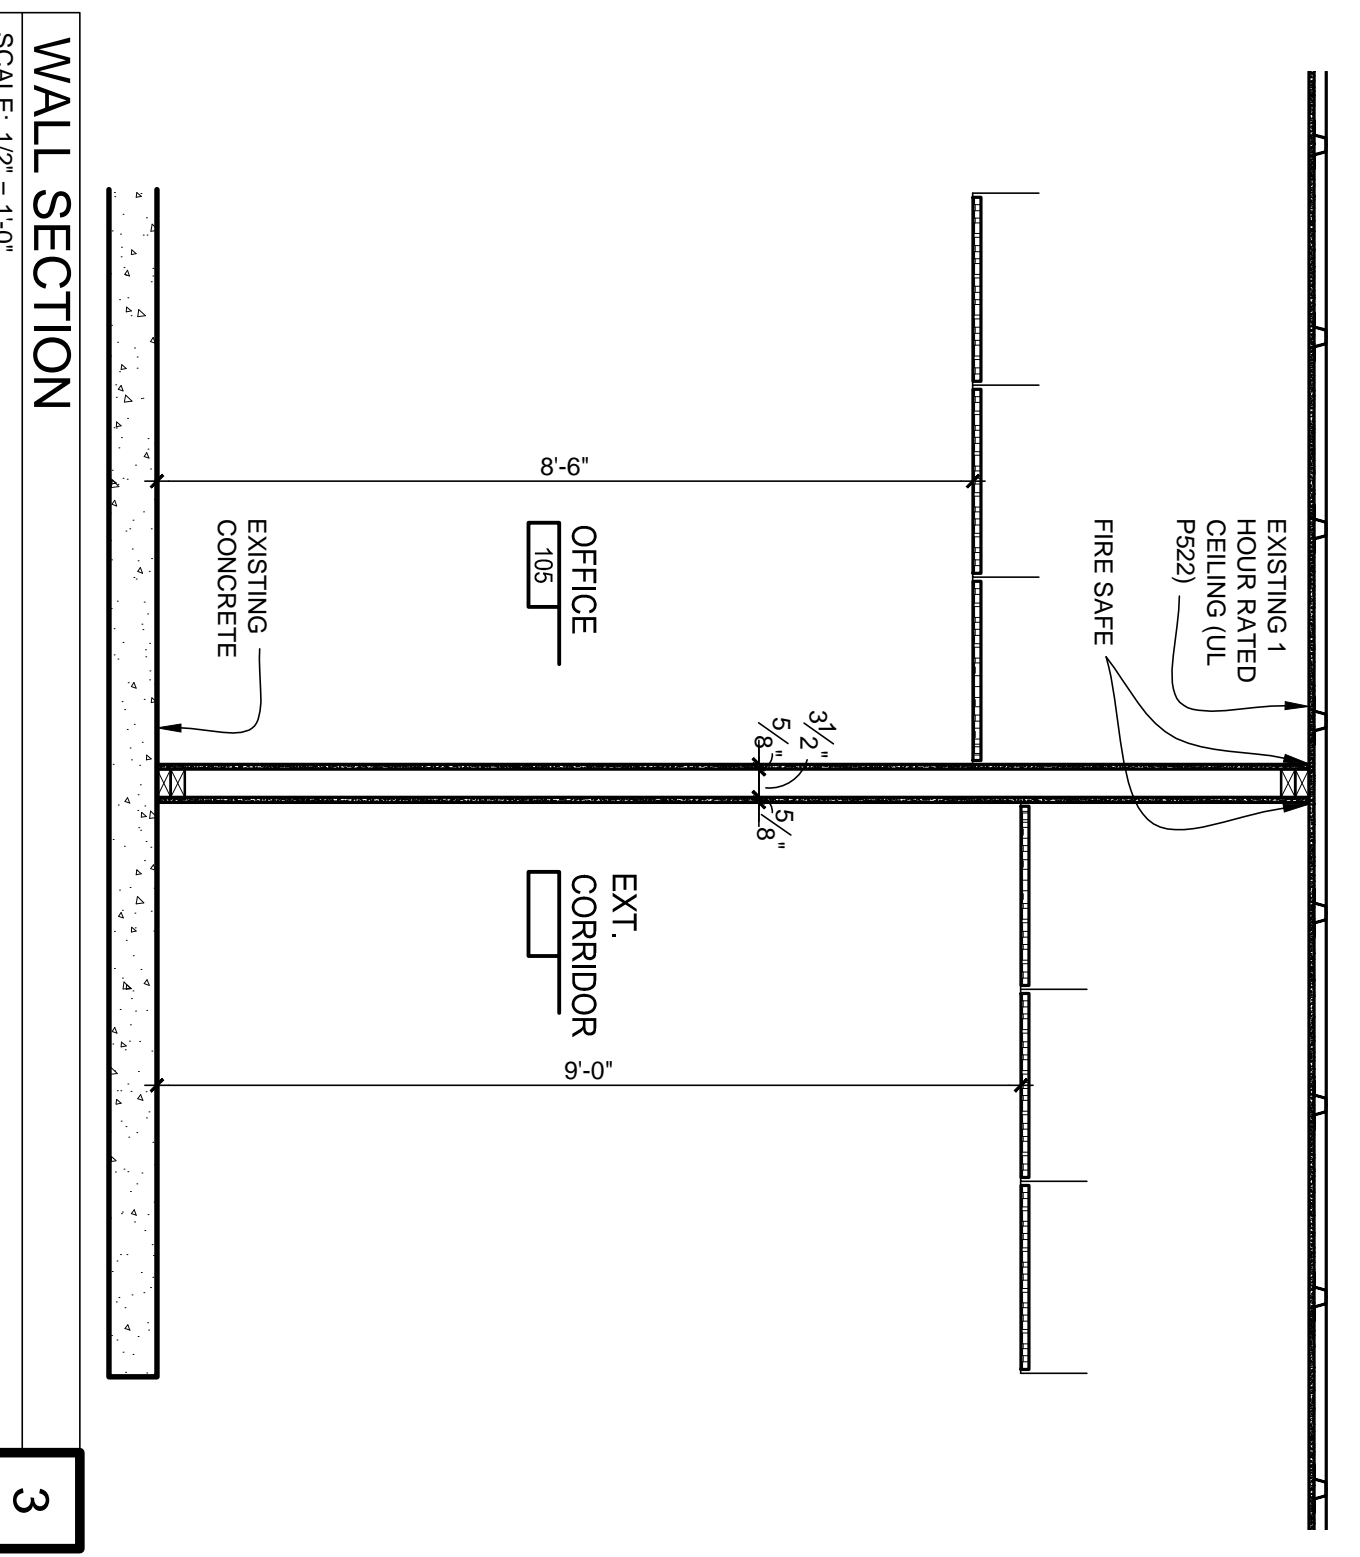 EXISTING 1
HOUR RATED
CEILING (UL
P522)
FIRE SAFE
8'-6"
9'-0"
3 1/2"
5/8"
5/8"
OFFICE
105
EXT.
CORRIDOR
EXISTING
CONCRETE
WALL SECTION
3
SCALE: 1/2" = 1'-0"